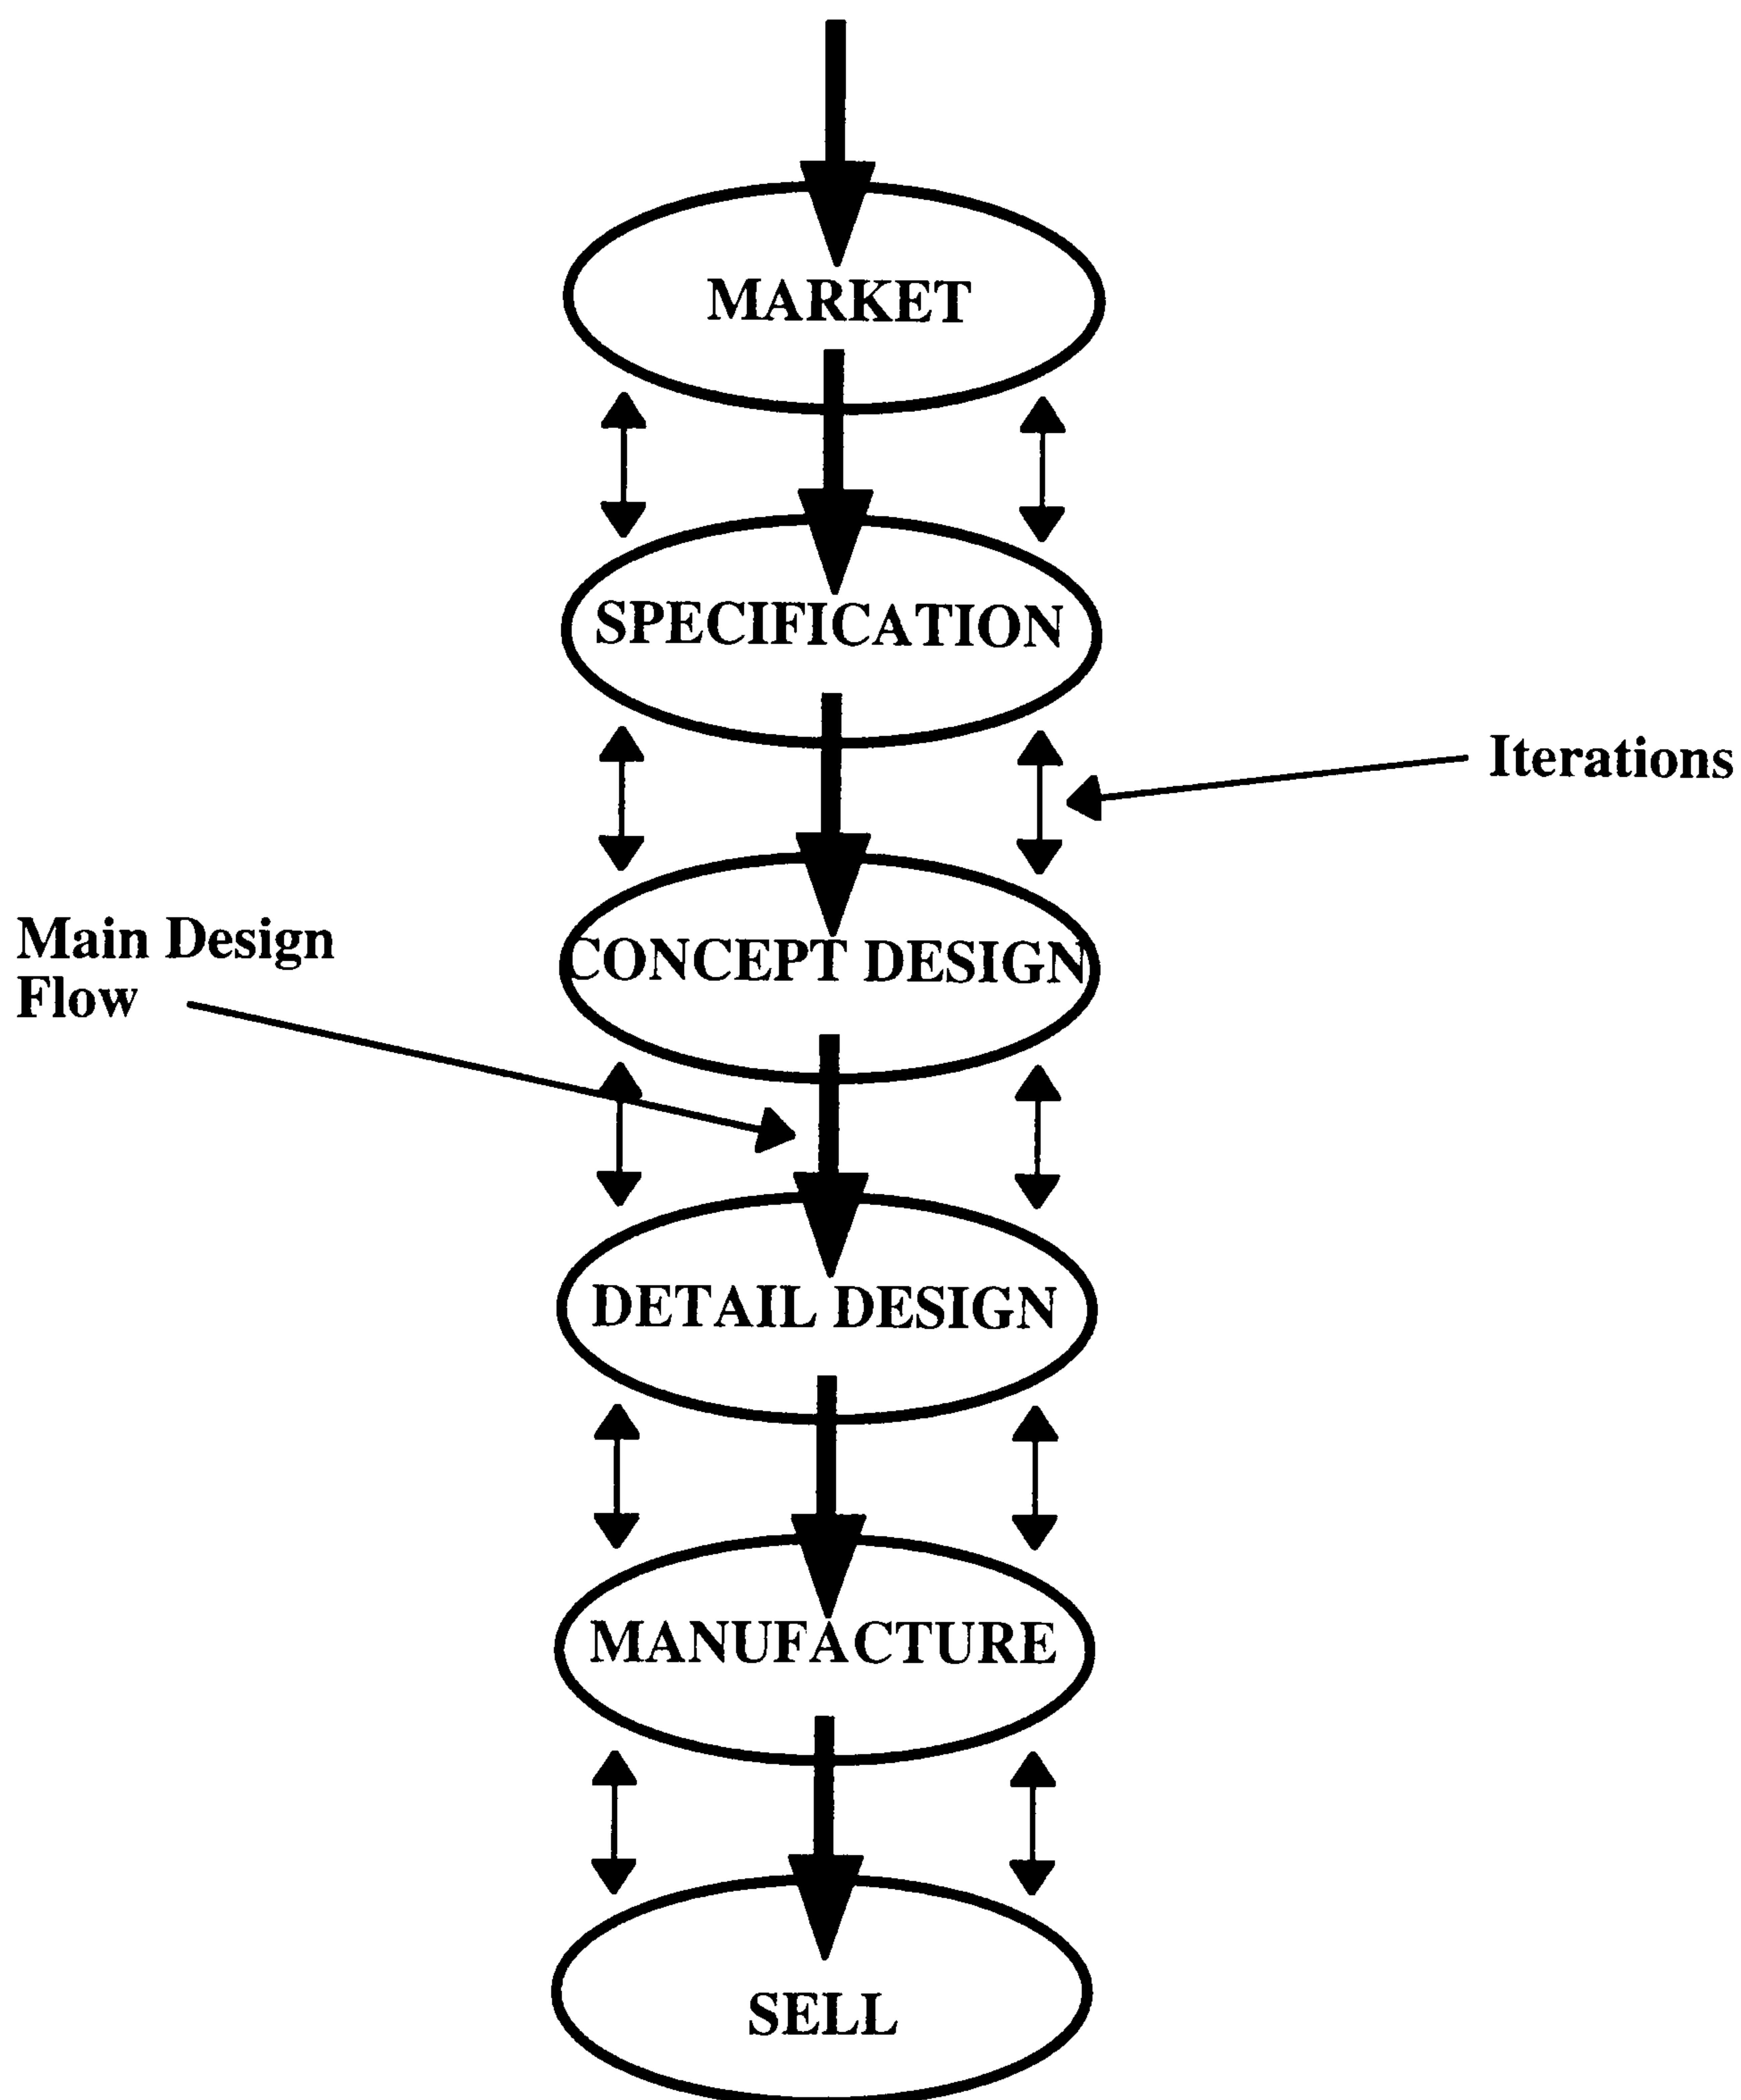 MARKET
SPECIFICATION
Iterations
Main Design
Flow
CONCEPT DESIGN
DETAIL DESIGN
MANUFACTURE
SELL